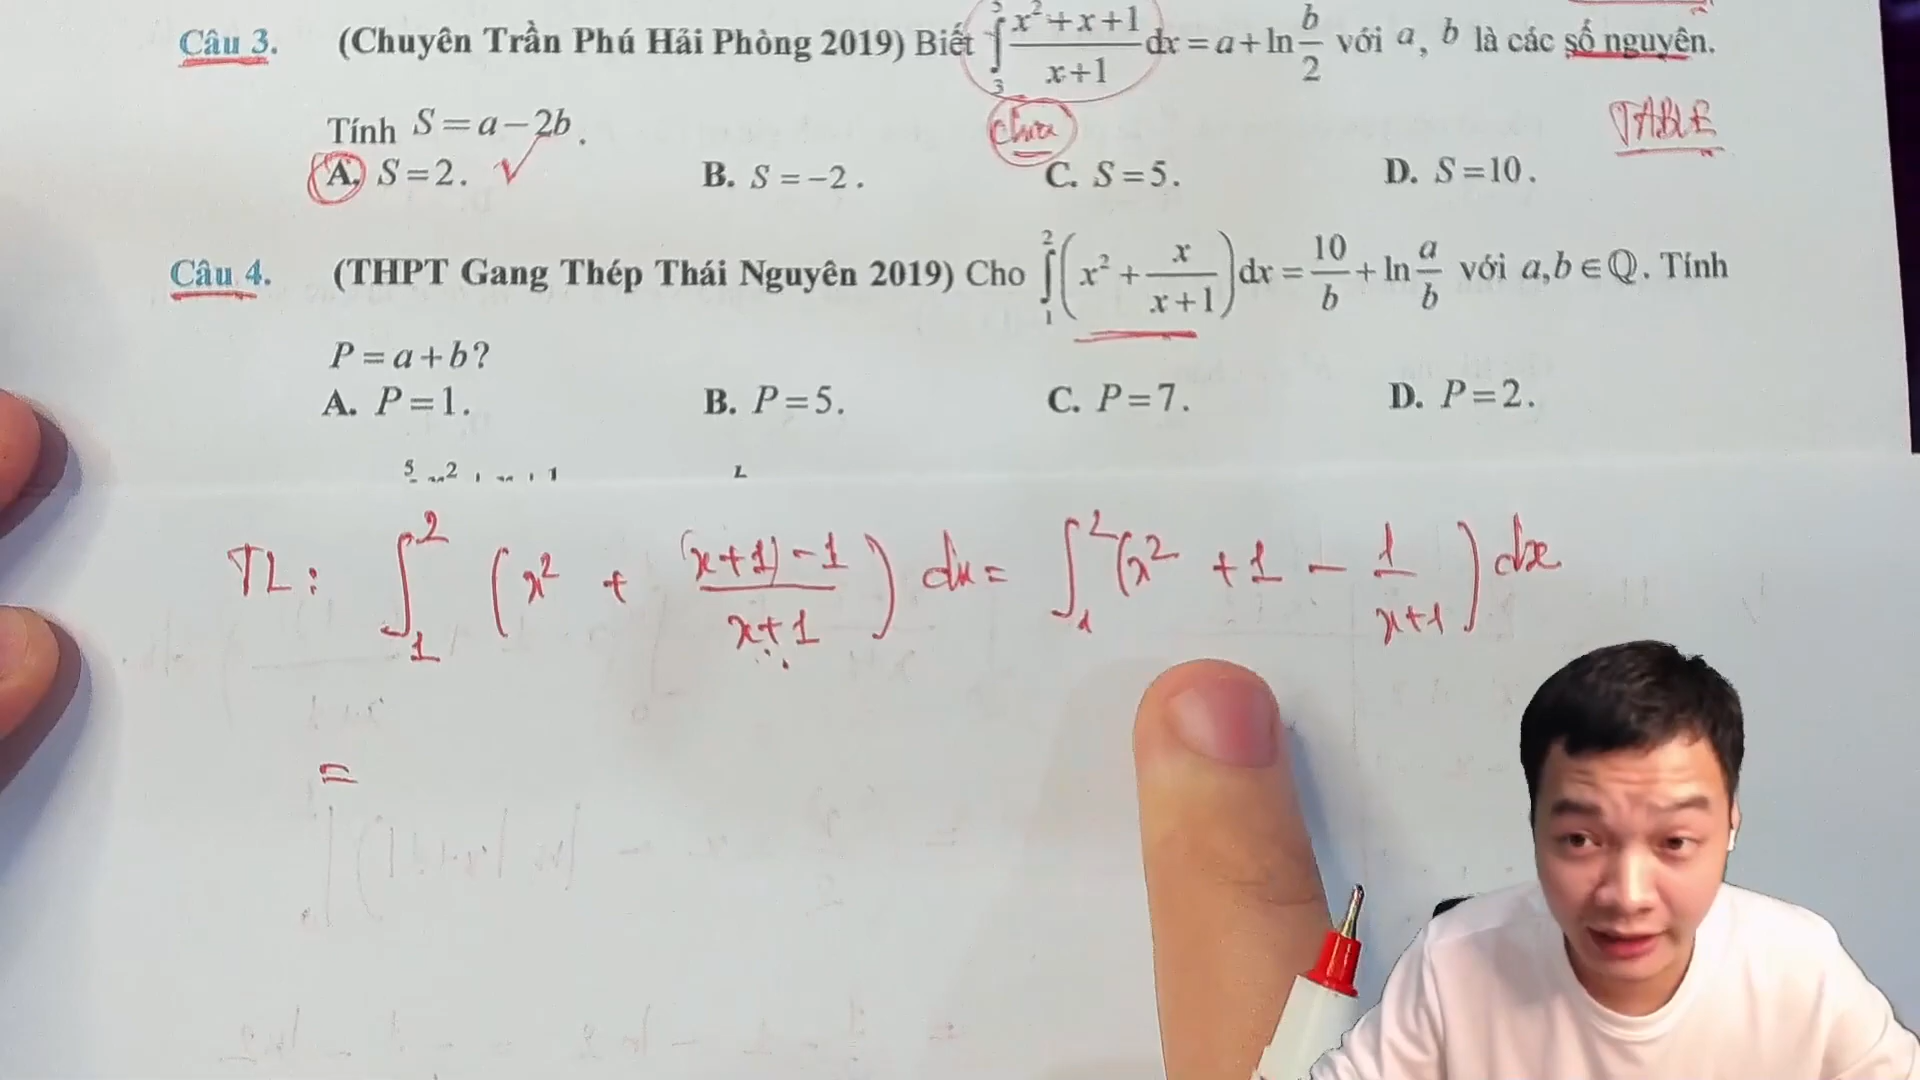 Câu 3. (Chuyên Trần Phú Hải Phòng 2019) Biết ∫₃⁵ (x²+x+1)/(x+1) dx = a + ln b/2 với a, b là các số nguyên.
Tính S = a − 2b.
chứa
TABLE
A. S = 2. ✓ B. S = −2. C. S = 5. D. S = 10.
Câu 4. (THPT Gang Thép Thái Nguyên 2019) Cho ∫₁² (x² + x/(x+1)) dx = 10/b + ln a/b với a,b ∈ ℚ. Tính
P = a + b?
A. P = 1. B. P = 5. C. P = 7. D. P = 2.
TL: ∫₁² (x² + ((x+1) − 1)/(x+1)) dx = ∫₁² (x² + 1 − 1/(x+1)) dx
=